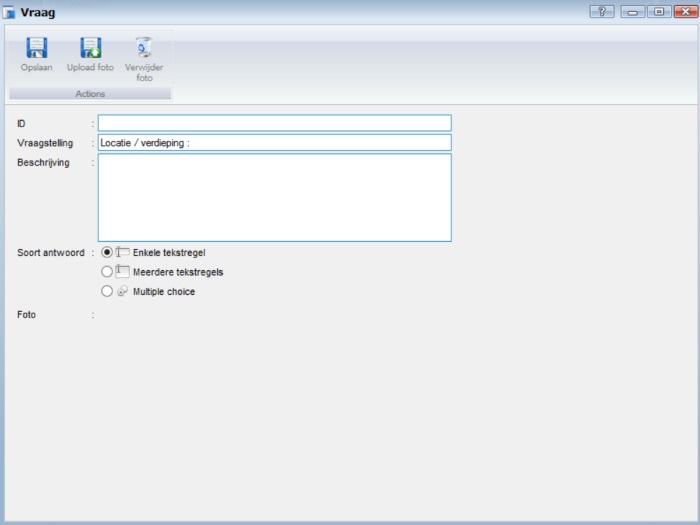 Vraag
?
Opslaan Upload foto Verwijder foto
Actions
ID :
Vraagstelling : Locatie / verdieping :
Beschrijving :
Soort antwoord : Enkele tekstregel
Meerdere tekstregels
Multiple choice
Foto :